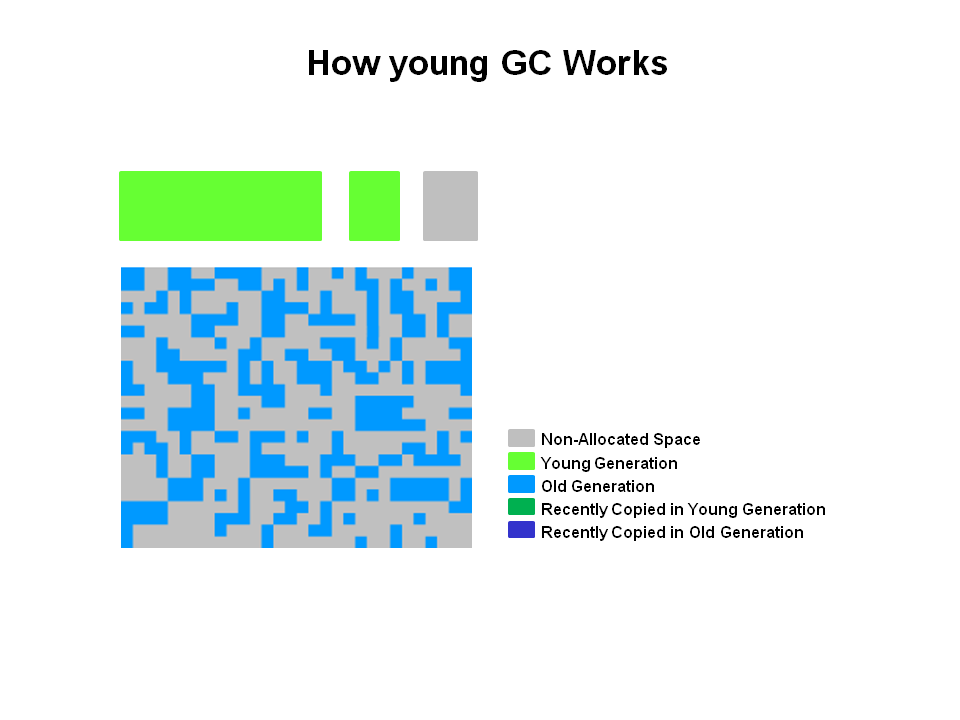 How young GC Works
Non-Allocated Space
Young Generation
Old Generation
Recently Copied in Young Generation
Recently Copied in Old Generation